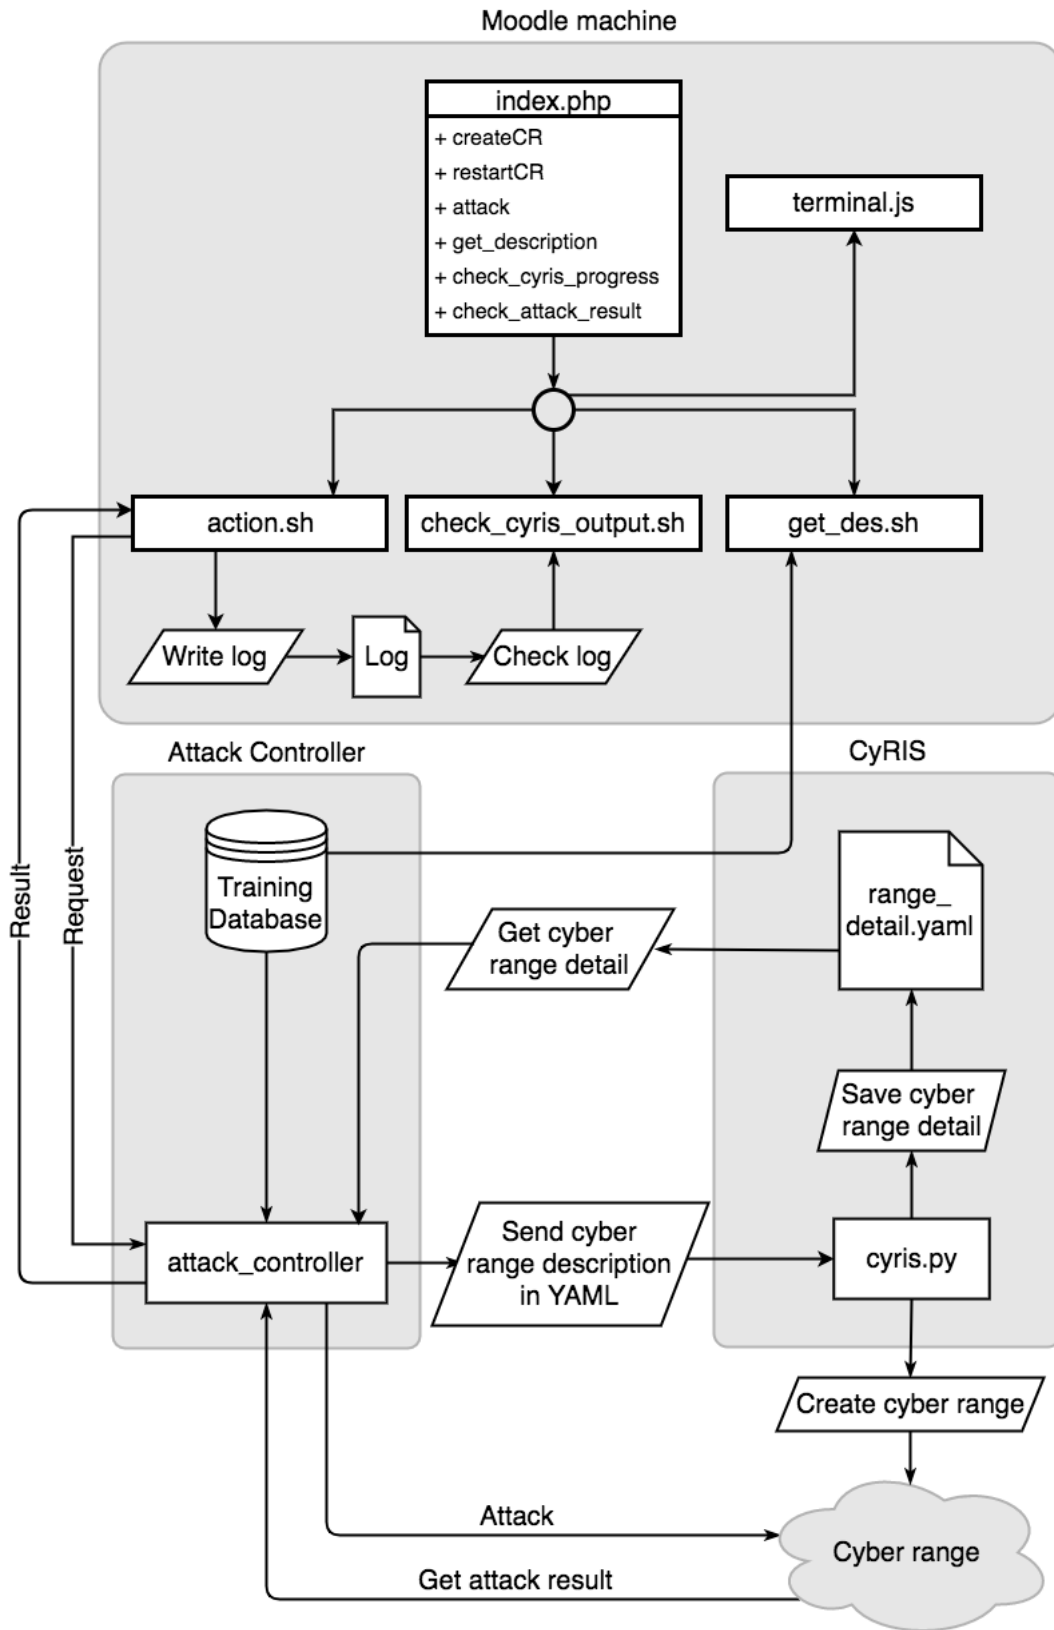 Moodle machine
index.php
+ createCR
+ restartCR
+ attack
+ get_description
+ check_cyris_progress
+ check_attack_result
terminal.js
action.sh
check_cyris_output.sh
get_des.sh
Write log
Log
Check log
Attack Controller
CyRIS
Result
Request
Training
Database
range_
detail.yaml
Get cyber
range detail
Save cyber
range detail
attack_controller
Send cyber
range description
in YAML
cyris.py
Create cyber range
Attack
Cyber range
Get attack result